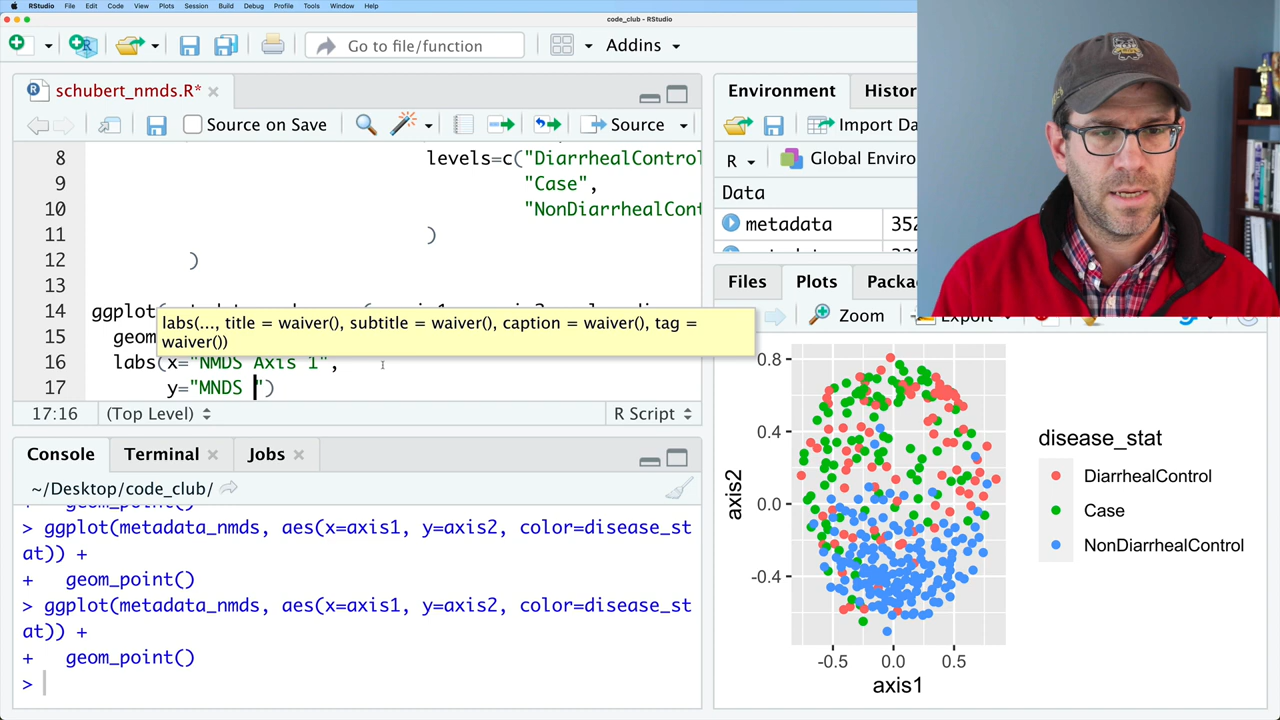 RStudio File Edit Code View Plots Session Build Debug Profile Tools Window Help
code_club - RStudio
Go to file/function Addins
schubert_nmds.R*
Source on Save Source
8 levels=c("DiarrhealControl
9 "Case",
10 "NonDiarrhealCont
11 )
12 )
13
14 ggplot
15 geom
16 labs(x="NMDS Axis 1",
17 y="MNDS ")
labs(..., title = waiver(), subtitle = waiver(), caption = waiver(), tag =
waiver())
17:16 (Top Level) R Script
Console Terminal Jobs
~/Desktop/code_club/
> ggplot(metadata_nmds, aes(x=axis1, y=axis2, color=disease_st
at)) +
+ geom_point()
> ggplot(metadata_nmds, aes(x=axis1, y=axis2, color=disease_st
at)) +
+ geom_point()
>
Environment Histo
Import Da
R Global Enviro
Data
metadata 352
Files Plots Packa
Zoom Export
0.8
0.4
0.0
-0.4
axis2
-0.5 0.0 0.5
axis1
disease_stat
DiarrhealControl
Case
NonDiarrhealControl